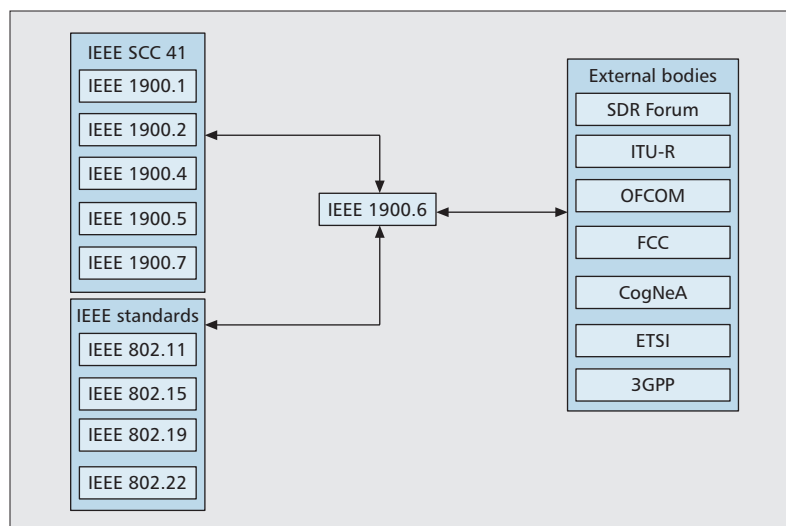 IEEE SCC 41
IEEE 1900.1
IEEE 1900.2
IEEE 1900.4
IEEE 1900.5
IEEE 1900.7
IEEE standards
IEEE 802.11
IEEE 802.15
IEEE 802.19
IEEE 802.22
IEEE 1900.6
External bodies
SDR Forum
ITU-R
OFCOM
FCC
CogNeA
ETSI
3GPP